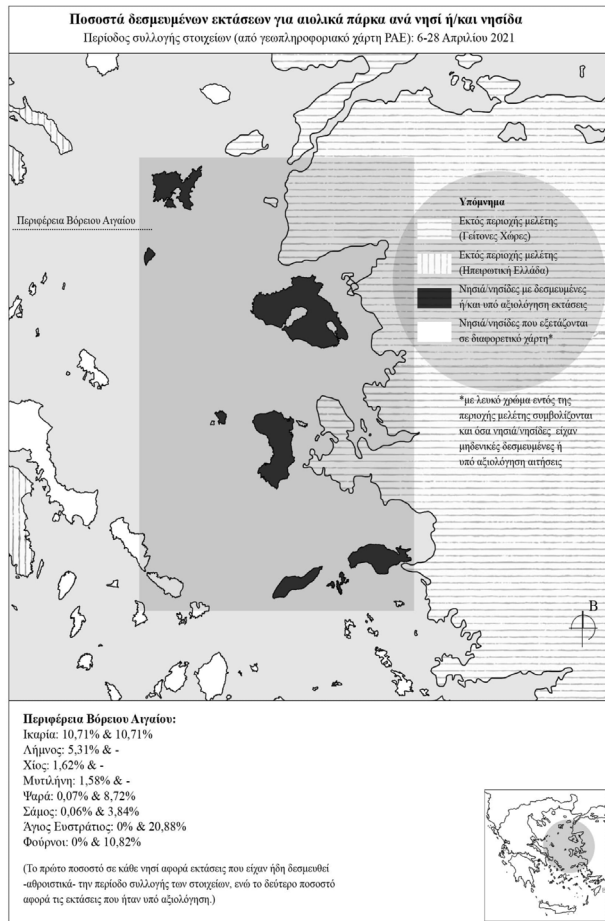 Ποσοστά δεσμευμένων εκτάσεων για αιολικά πάρκα ανά νησί ή/και νησίδα
Περίοδος συλλογής στοιχείων (από γεωπληροφοριακό χάρτη ΡΑΕ): 6-28 Απριλίου 2021
Περιφέρεια Βόρειου Αιγαίου
Υπόμνημα
Εκτός περιοχής μελέτης
(Γείτονες Χώρες)
Εκτός περιοχής μελέτης
(Ηπειρωτική Ελλάδα)
Νησιά/νησίδες με δεσμευμένες
ή/και υπό αξιολόγηση εκτάσεις
Νησιά/νησίδες που εξετάζονται
σε διαφορετικό χάρτη*
*με λευκό χρώμα εντός της
περιοχής μελέτης συμβολίζονται
και όσα νησιά/νησίδες είχαν
μηδενικές δεσμευμένες ή
υπό αξιολόγηση αιτήσεις
Β
Περιφέρεια Βόρειου Αιγαίου:
Ικαρία: 10,71% & 10,71%
Λήμνος: 5,31% & -
Χίος: 1,62% & -
Μυτιλήνη: 1,58% & -
Ψαρά: 0,07% & 8,72%
Σάμος: 0,06% & 3,84%
Άγιος Ευστράτιος: 0% & 20,88%
Φούρνοι: 0% & 10,82%
(Το πρώτο ποσοστό σε κάθε νησί αφορά εκτάσεις που είχαν ήδη δεσμευθεί
-αθροιστικά- την περίοδο συλλογής των στοιχείων, ενώ το δεύτερο ποσοστό
αφορά τις εκτάσεις που ήταν υπό αξιολόγηση.)